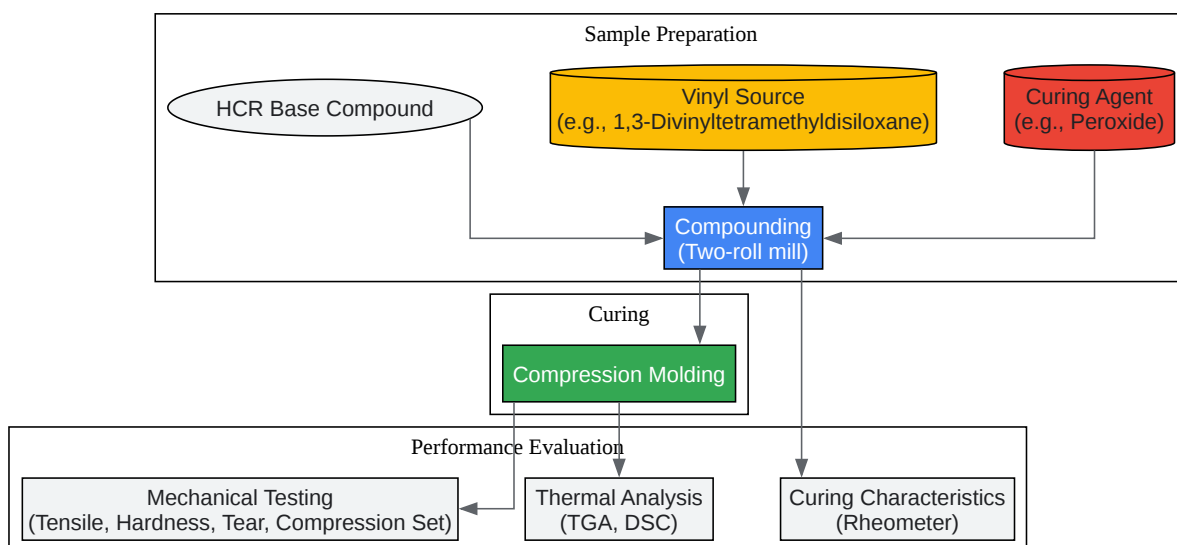 Sample Preparation
HCR Base Compound
Vinyl Source
(e.g., 1,3-Divinyltetramethyldisiloxane)
Curing Agent
(e.g., Peroxide)
Compounding
(Two-roll mill)
Curing
Compression Molding
Performance Evaluation
Mechanical Testing
(Tensile, Hardness, Tear, Compression Set)
Thermal Analysis
(TGA, DSC)
Curing Characteristics
(Rheometer)